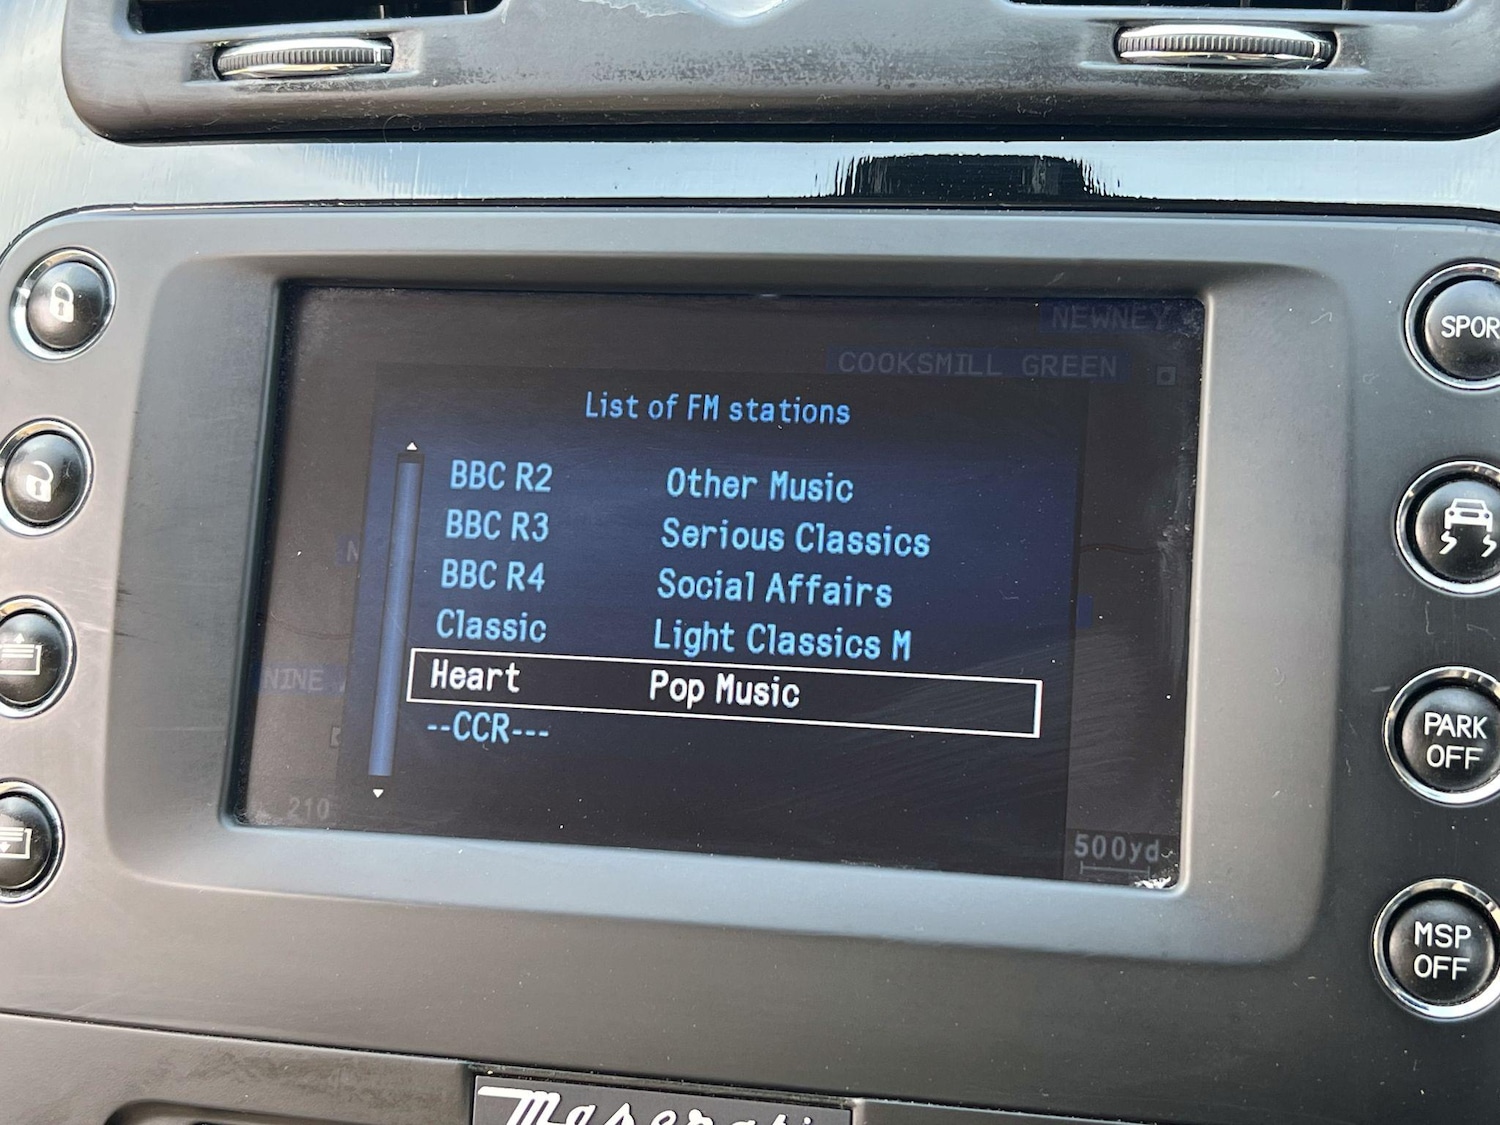 NEWNEY
COOKSMILL GREEN
List of FM stations
BBC R2 Other Music
BBC R3 Serious Classics
BBC R4 Social Affairs
Classic Light Classics M
Heart Pop Music
--CCR---
NINE
210
500yd
SPOR
PARK
OFF
MSP
OFF
Maserati